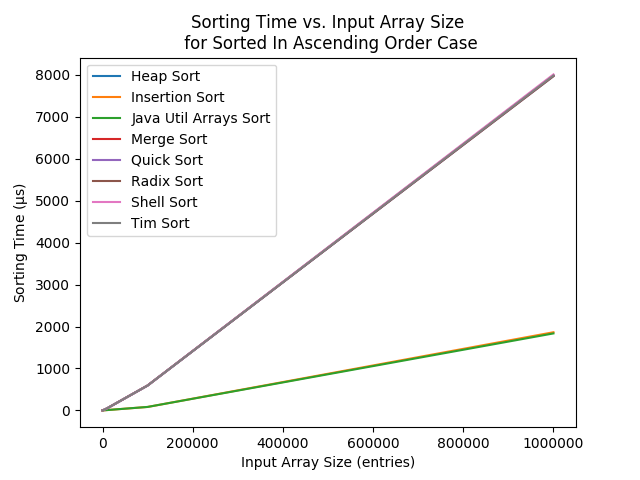 Sorting Time vs. Input Array Size
for Sorted In Ascending Order Case
Heap Sort
Insertion Sort
Java Util Arrays Sort
Merge Sort
Quick Sort
Radix Sort
Shell Sort
Tim Sort
8000
7000
6000
5000
4000
3000
2000
1000
0
Sorting Time (μs)
0 200000 400000 600000 800000 1000000
Input Array Size (entries)